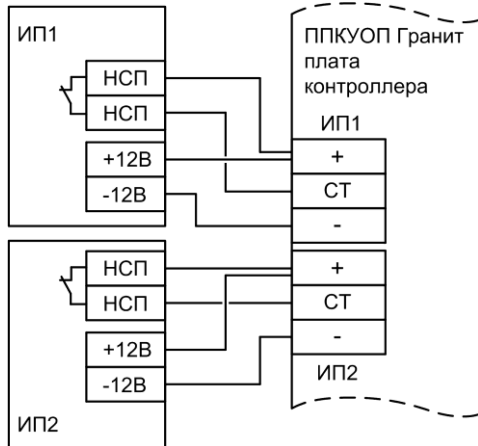 ИП1
НСП
НСП
+12В
-12В
ППКУОП Гранит
плата
контроллера
ИП1
+
СТ
-
НСП
НСП
+12В
-12В
ИП2
+
СТ
-
ИП2